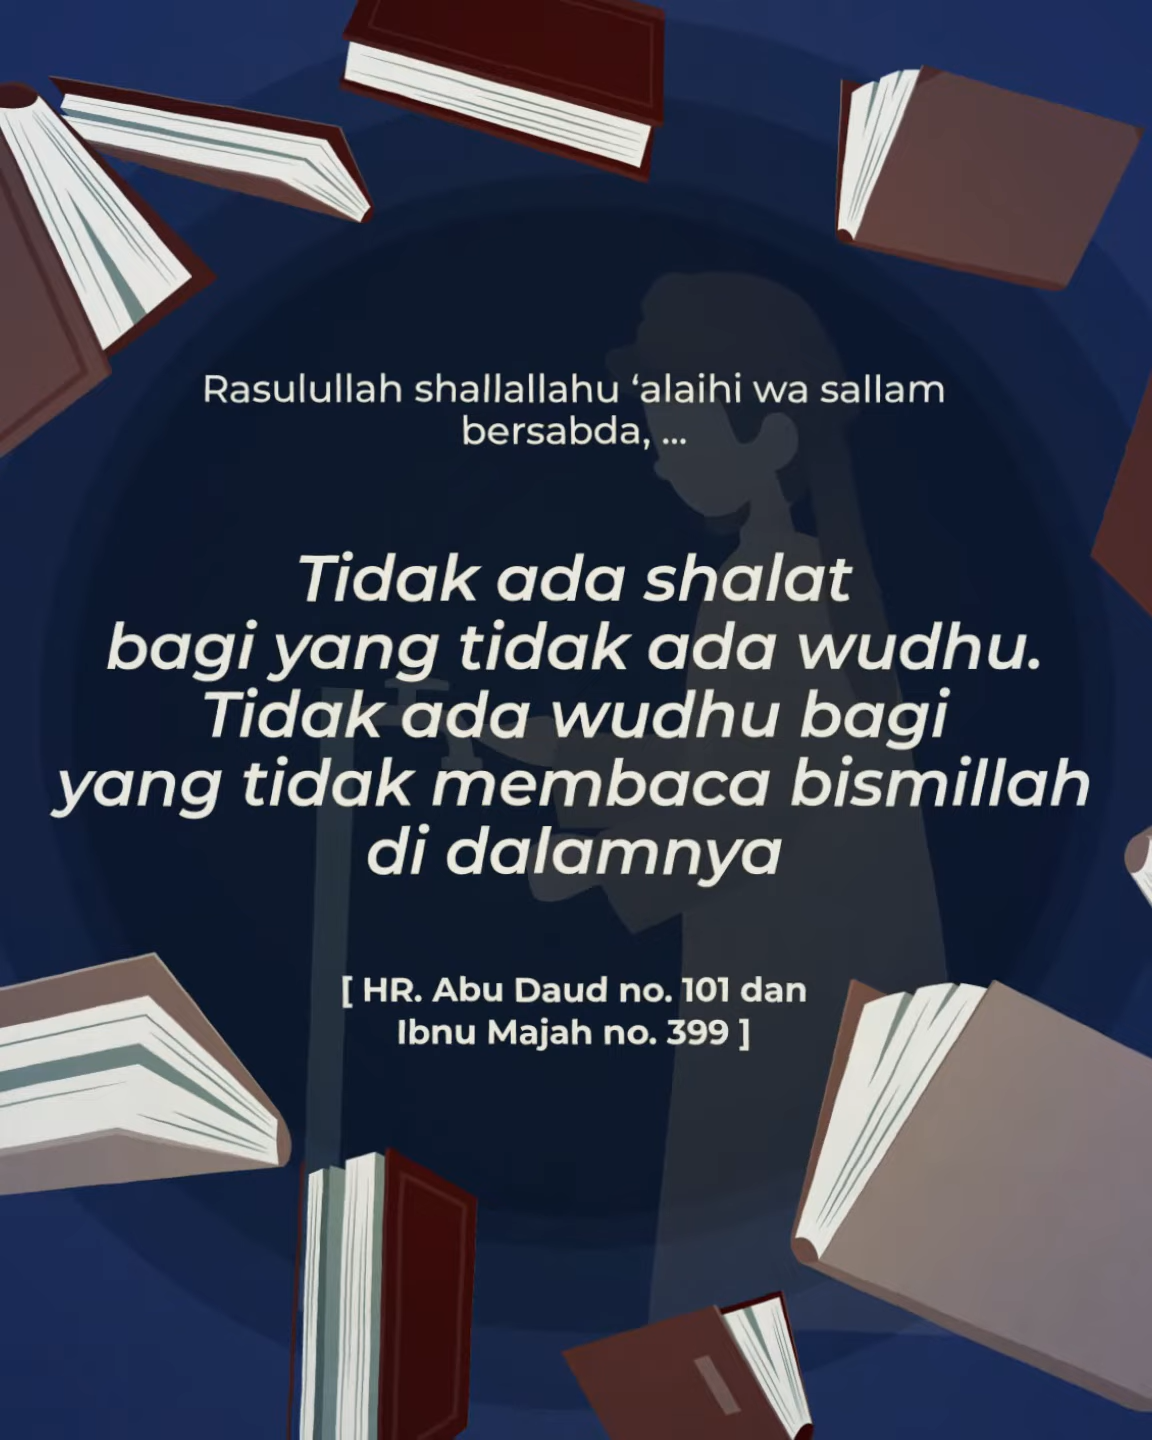 Rasulullah shallallahu ‘alaihi wa sallam
bersabda, ...
Tidak ada shalat
bagi yang tidak ada wudhu.
Tidak ada wudhu bagi
yang tidak membaca bismillah
di dalamnya
[ HR. Abu Daud no. 101 dan
Ibnu Majah no. 399 ]